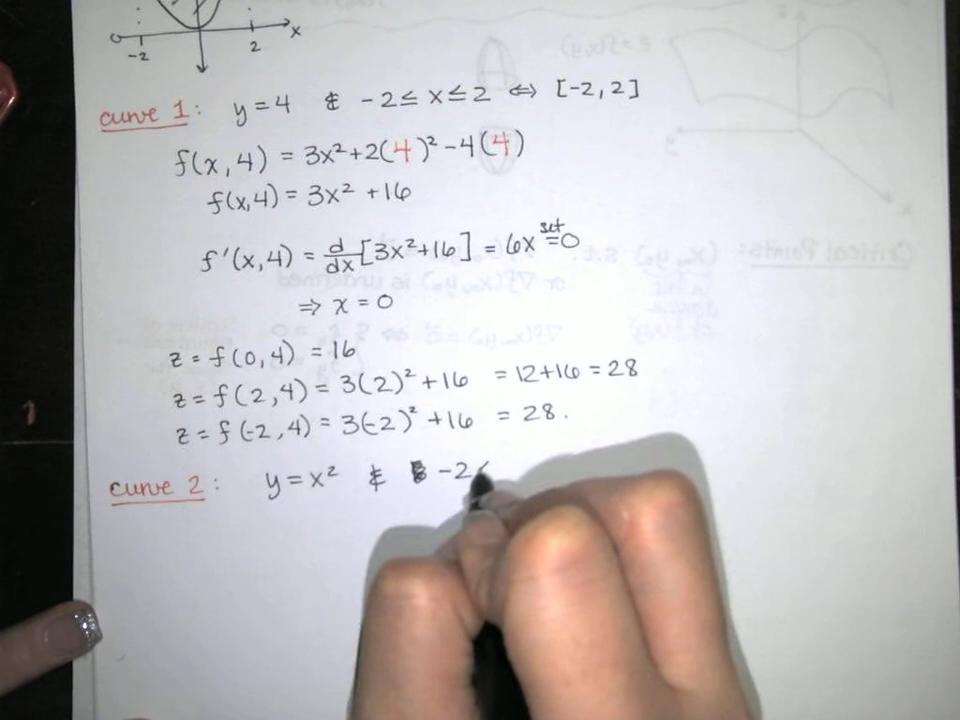 -2 2 x
curve 1: y = 4 & -2 ≤ x ≤ 2 ⇔ [-2, 2]
f(x, 4) = 3x²+2(4)² - 4(4)
f(x,4) = 3x² + 16
f'(x,4) = d/dx [3x²+16] = 6x set = 0
⇒ x = 0
z = f(0,4) = 16
z = f(2,4) = 3(2)² + 16 = 12+16 = 28
z = f(-2,4) = 3(-2)² + 16 = 28.
curve 2: y = x² & -2 ≤